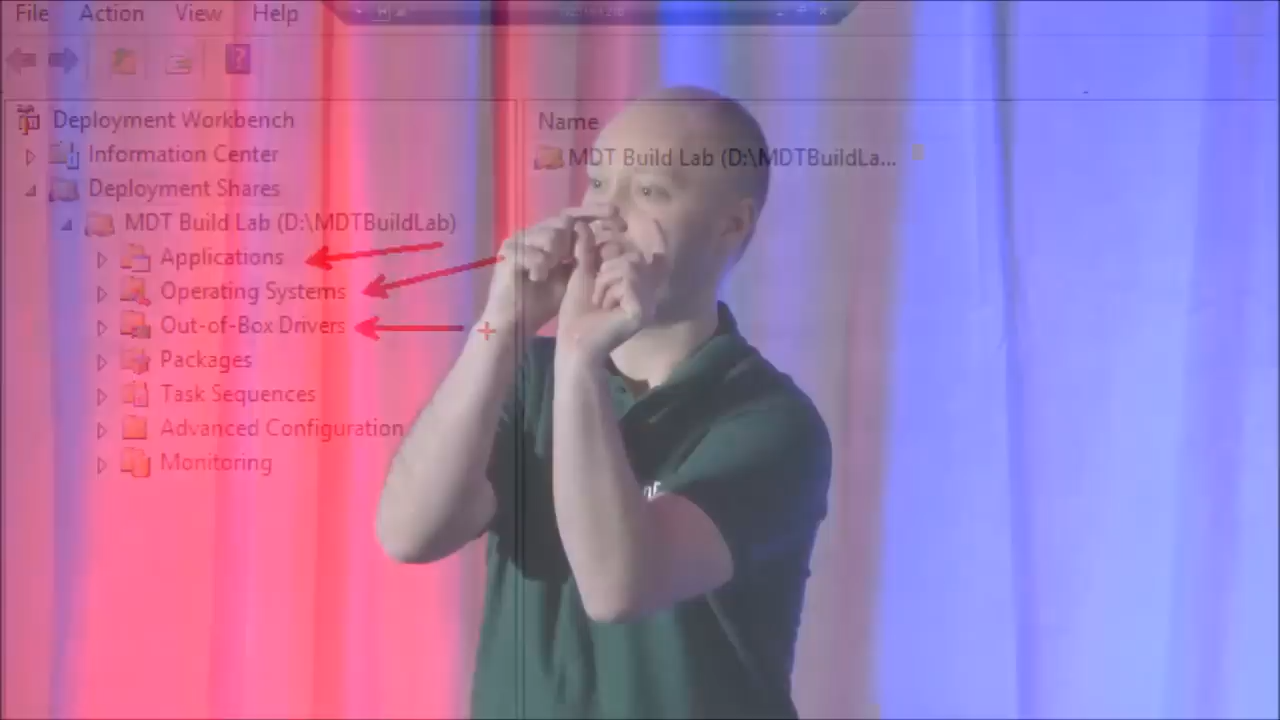 File Action View Help
Deployment Workbench
Information Center
Deployment Shares
MDT Build Lab (D:\MDTBuildLab)
Applications
Operating Systems
Out-of-Box Drivers
Packages
Task Sequences
Advanced Configuration
Monitoring
Name
MDT Build Lab (D:\MDTBuildLa...